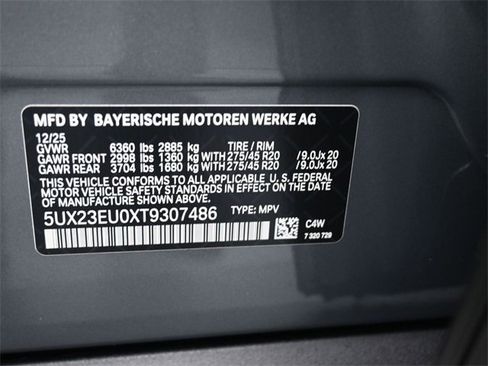 MFD BY BAYERISCHE MOTOREN WERKE AG
12/25
GVWR 6360 lbs 2885 kg TIRE / RIM
GAWR FRONT 2998 lbs 1360 kg WITH 275/45 R20 /9.0Jx 20
GAWR REAR 3704 lbs 1680 kg WITH 275/45 R20 /9.0Jx 20
THIS VEHICLE CONFORMS TO ALL APPLICABLE U. S. FEDERAL
MOTOR VEHICLE SAFETY STANDARDS IN EFFECT ON THE
DATE OF MANUFACTURE SHOWN ABOVE.
5UX23EU0XT9307486 TYPE: MPV
C4W
7 320 729